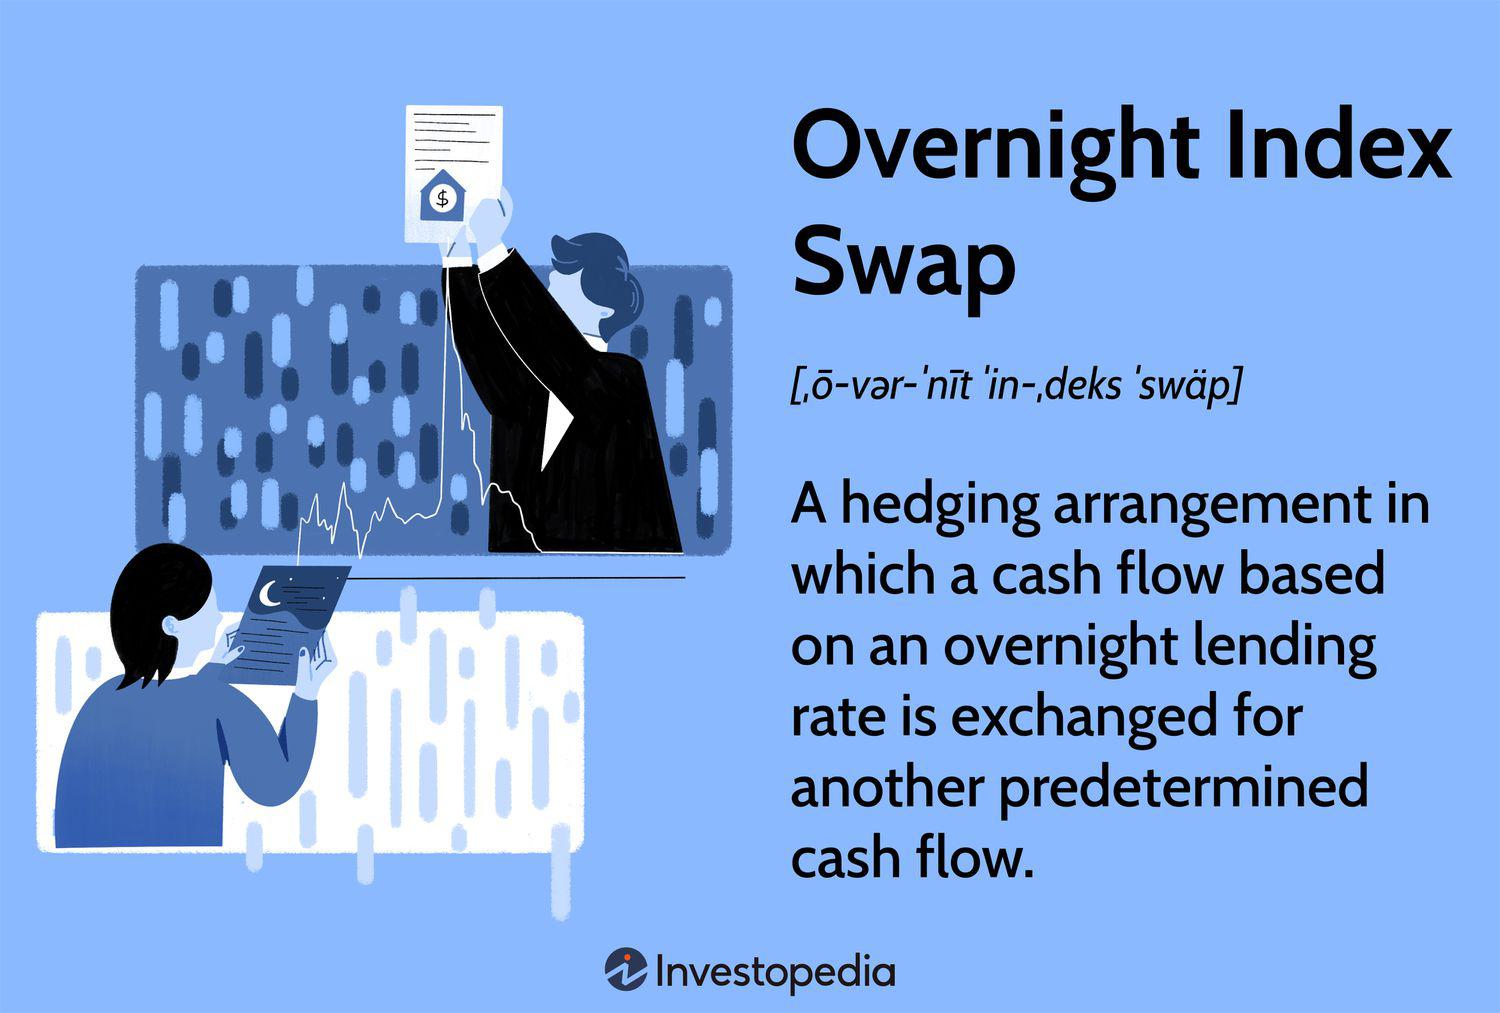 $
Overnight Index
Swap
[ˌō-vər-ˈnīt ˈin-ˌdeks ˈswäp]
A hedging arrangement in
which a cash flow based
on an overnight lending
rate is exchanged for
another predetermined
cash flow.
Investopedia